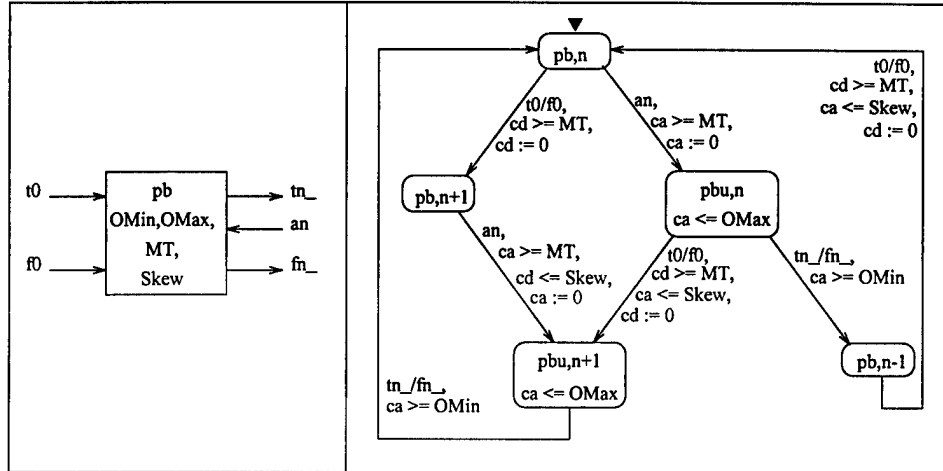 t0
f0
pb
OMin,OMax,
MT,
Skew
tn_
an
fn_
pb,n
t0/f0,
cd >= MT,
cd := 0
an,
ca >= MT,
ca := 0
t0/f0,
cd >= MT,
ca <= Skew,
cd := 0
pb,n+1
pbu,n
ca <= OMax
an,
ca >= MT,
cd <= Skew,
ca := 0
t0/f0,
cd >= MT,
ca <= Skew,
cd := 0
tn_/fn_,
ca >= OMin
pbu,n+1
ca <= OMax
pb,n-1
tn_/fn_,
ca >= OMin